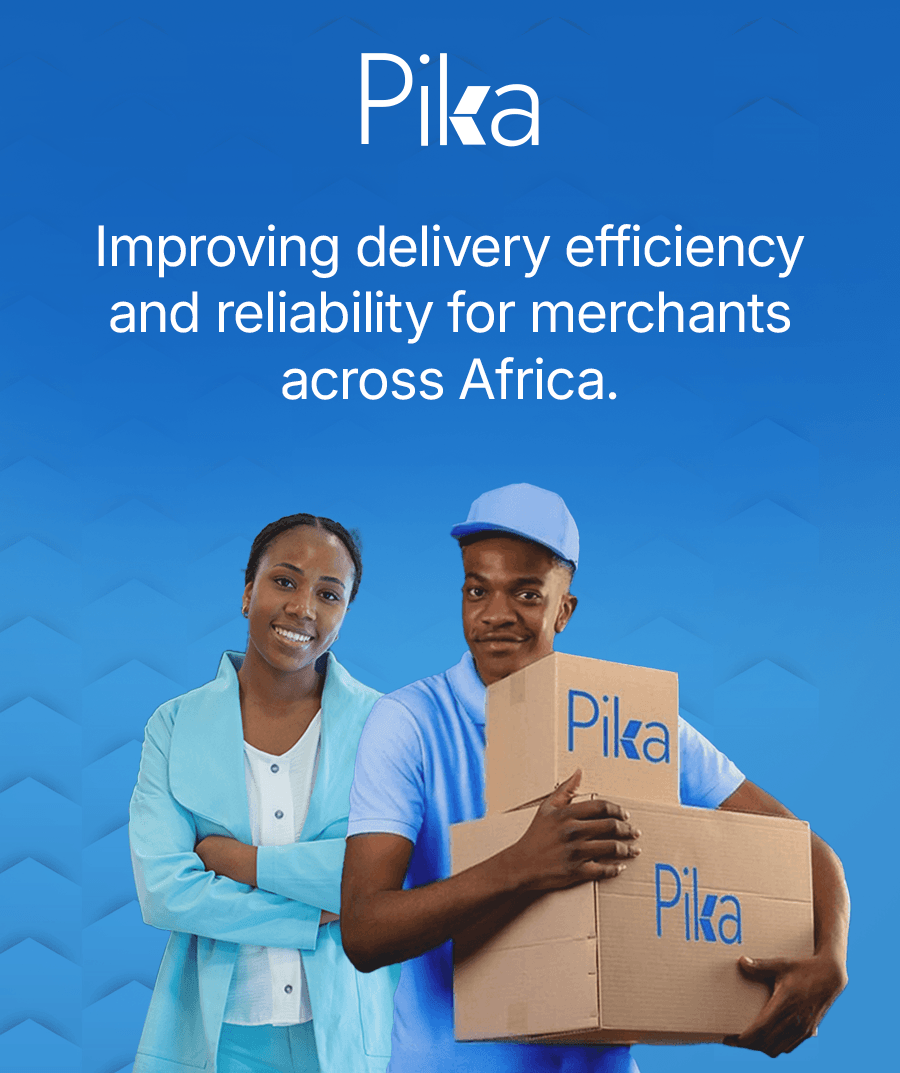 Pika
Improving delivery efficiency
and reliability for merchants
across Africa.
Pika
Pika